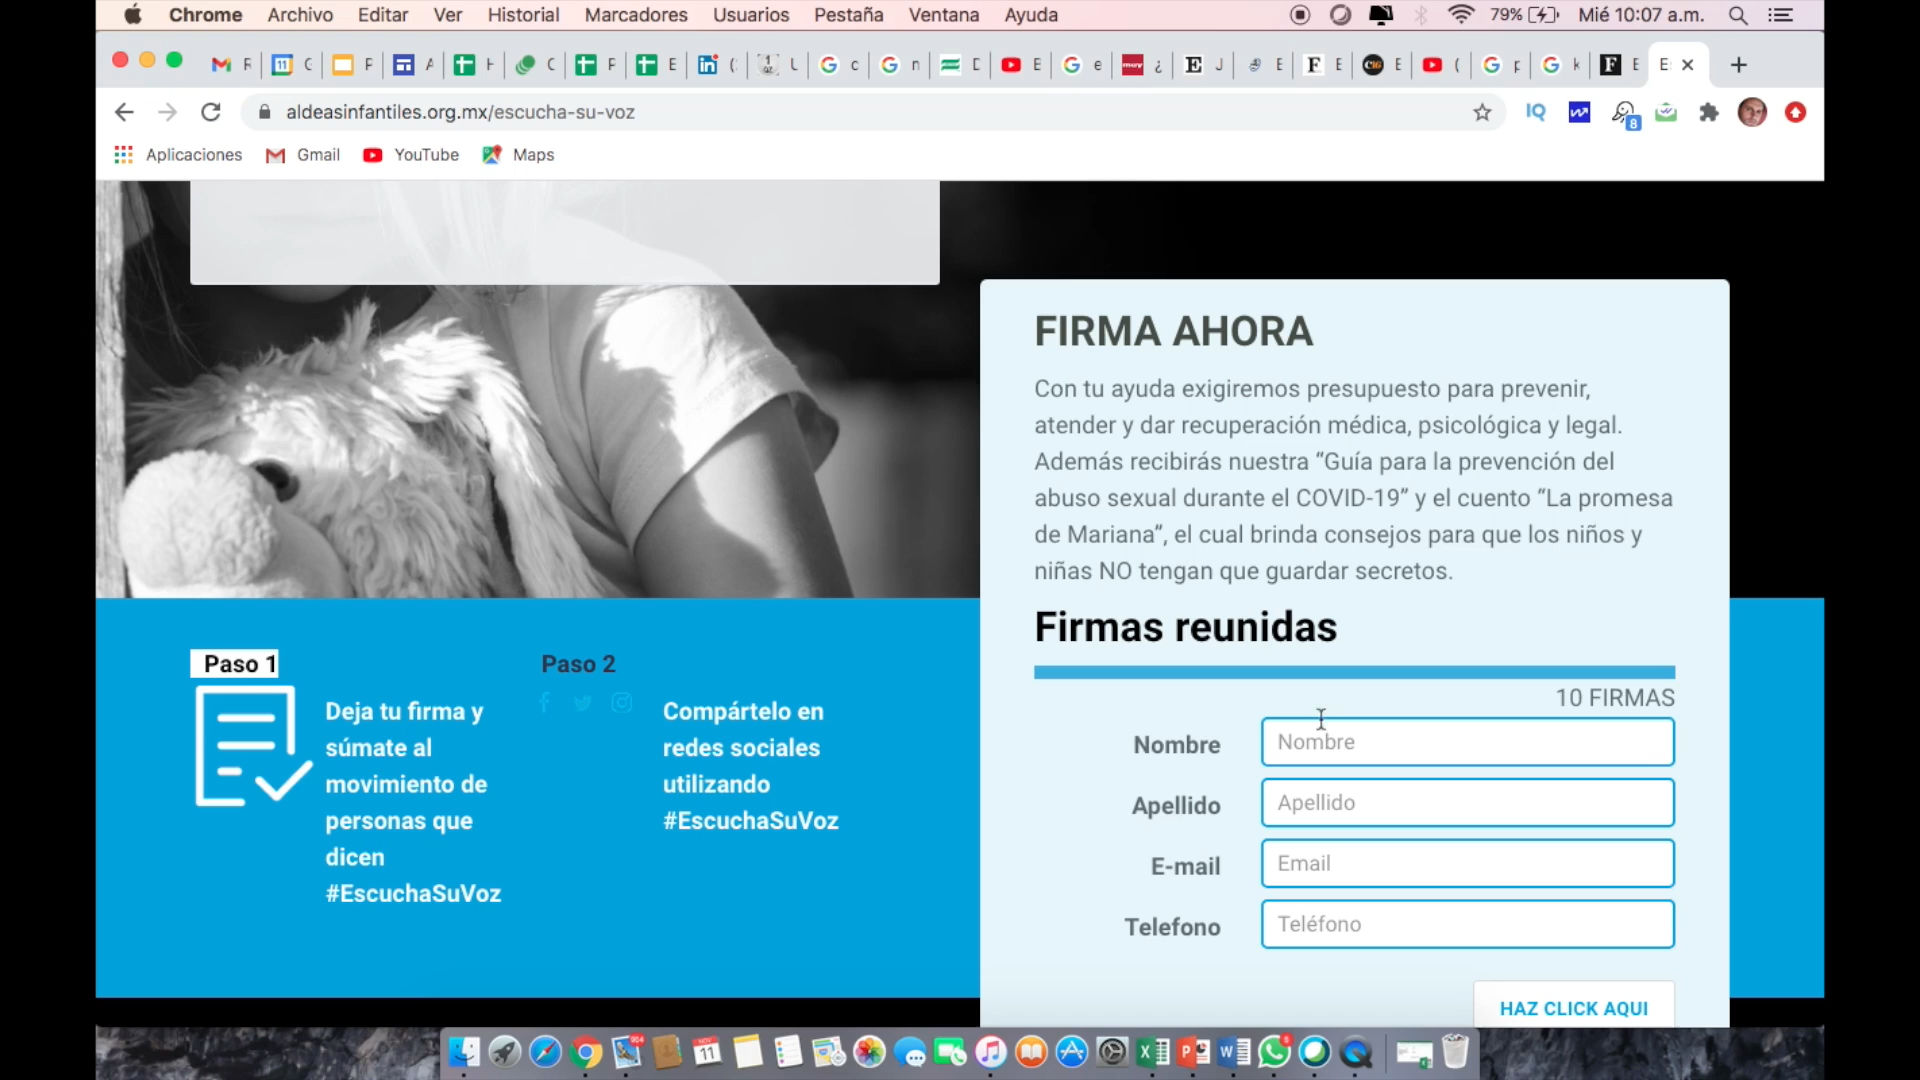 Chrome Archivo Editar Ver Historial Marcadores Usuarios Pestaña Ventana Ayuda 79% Mié 10:07 a.m.
aldeasinfantiles.org.mx/escucha-su-voz
Aplicaciones Gmail YouTube Maps
FIRMA AHORA
Con tu ayuda exigiremos presupuesto para prevenir,
atender y dar recuperación médica, psicológica y legal.
Además recibirás nuestra “Guía para la prevención del
abuso sexual durante el COVID-19” y el cuento “La promesa
de Mariana”, el cual brinda consejos para que los niños y
niñas NO tengan que guardar secretos.
Firmas reunidas
10 FIRMAS
Nombre Nombre
Apellido Apellido
E-mail Email
Telefono Teléfono
HAZ CLICK AQUI
Paso 1
Deja tu firma y
súmate al
movimiento de
personas que
dicen
#EscuchaSuVoz
Paso 2
Compártelo en
redes sociales
utilizando
#EscuchaSuVoz